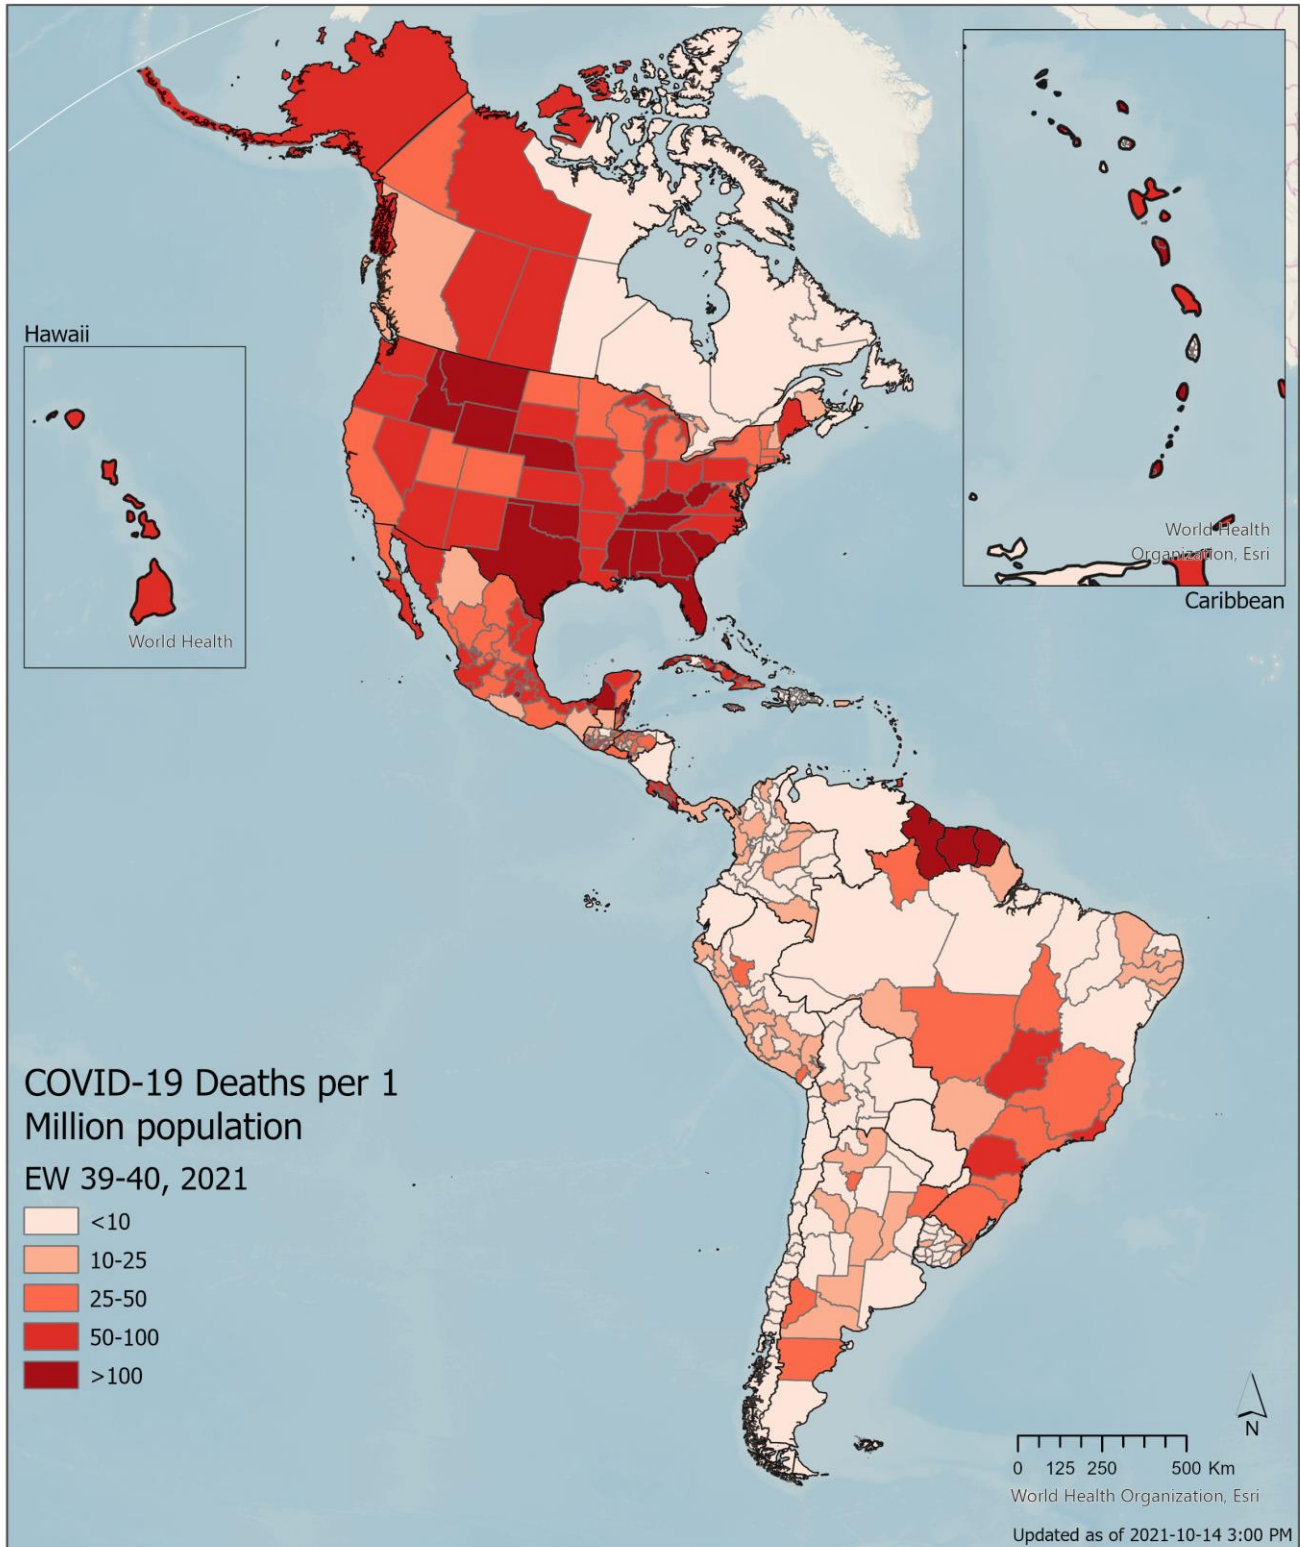 Hawaii
World Health
World Health
Organization, Esri
Caribbean
COVID-19 Deaths per 1
Million population
EW 39-40, 2021
<10
10-25
25-50
50-100
>100
N
0 125 250 500 Km
World Health Organization, Esri
Updated as of 2021-10-14 3:00 PM